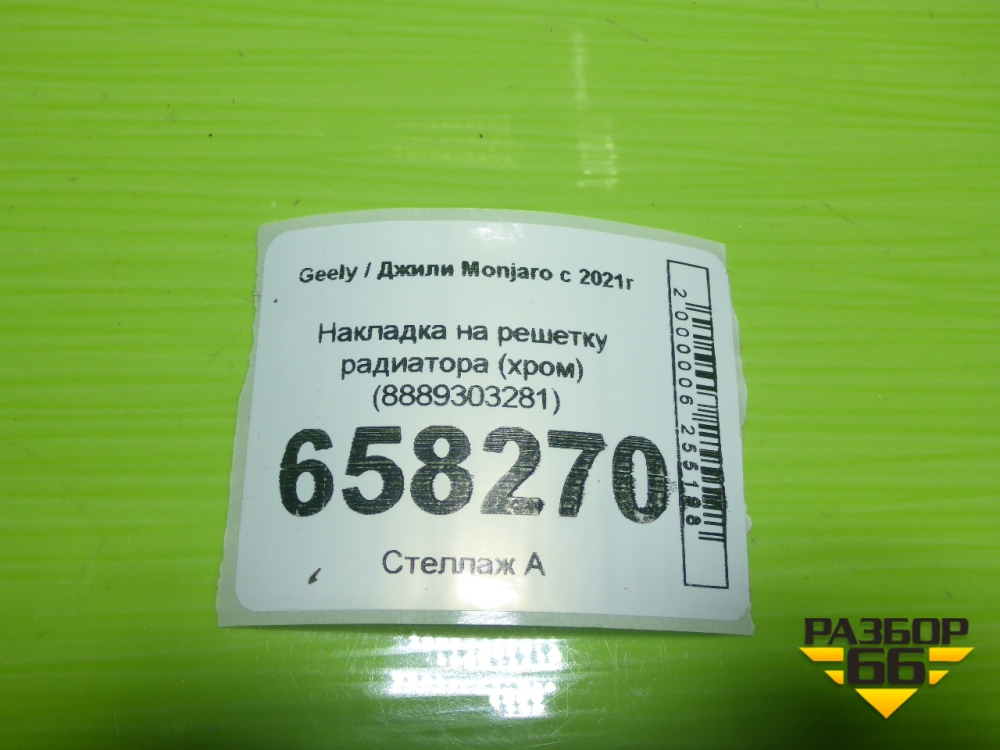 Geely / Джили Monjaro с 2021г
Накладка на решетку
радиатора (хром)
(8889303281)
658270
Стеллаж А
2000006255198
РАЗБОР
66